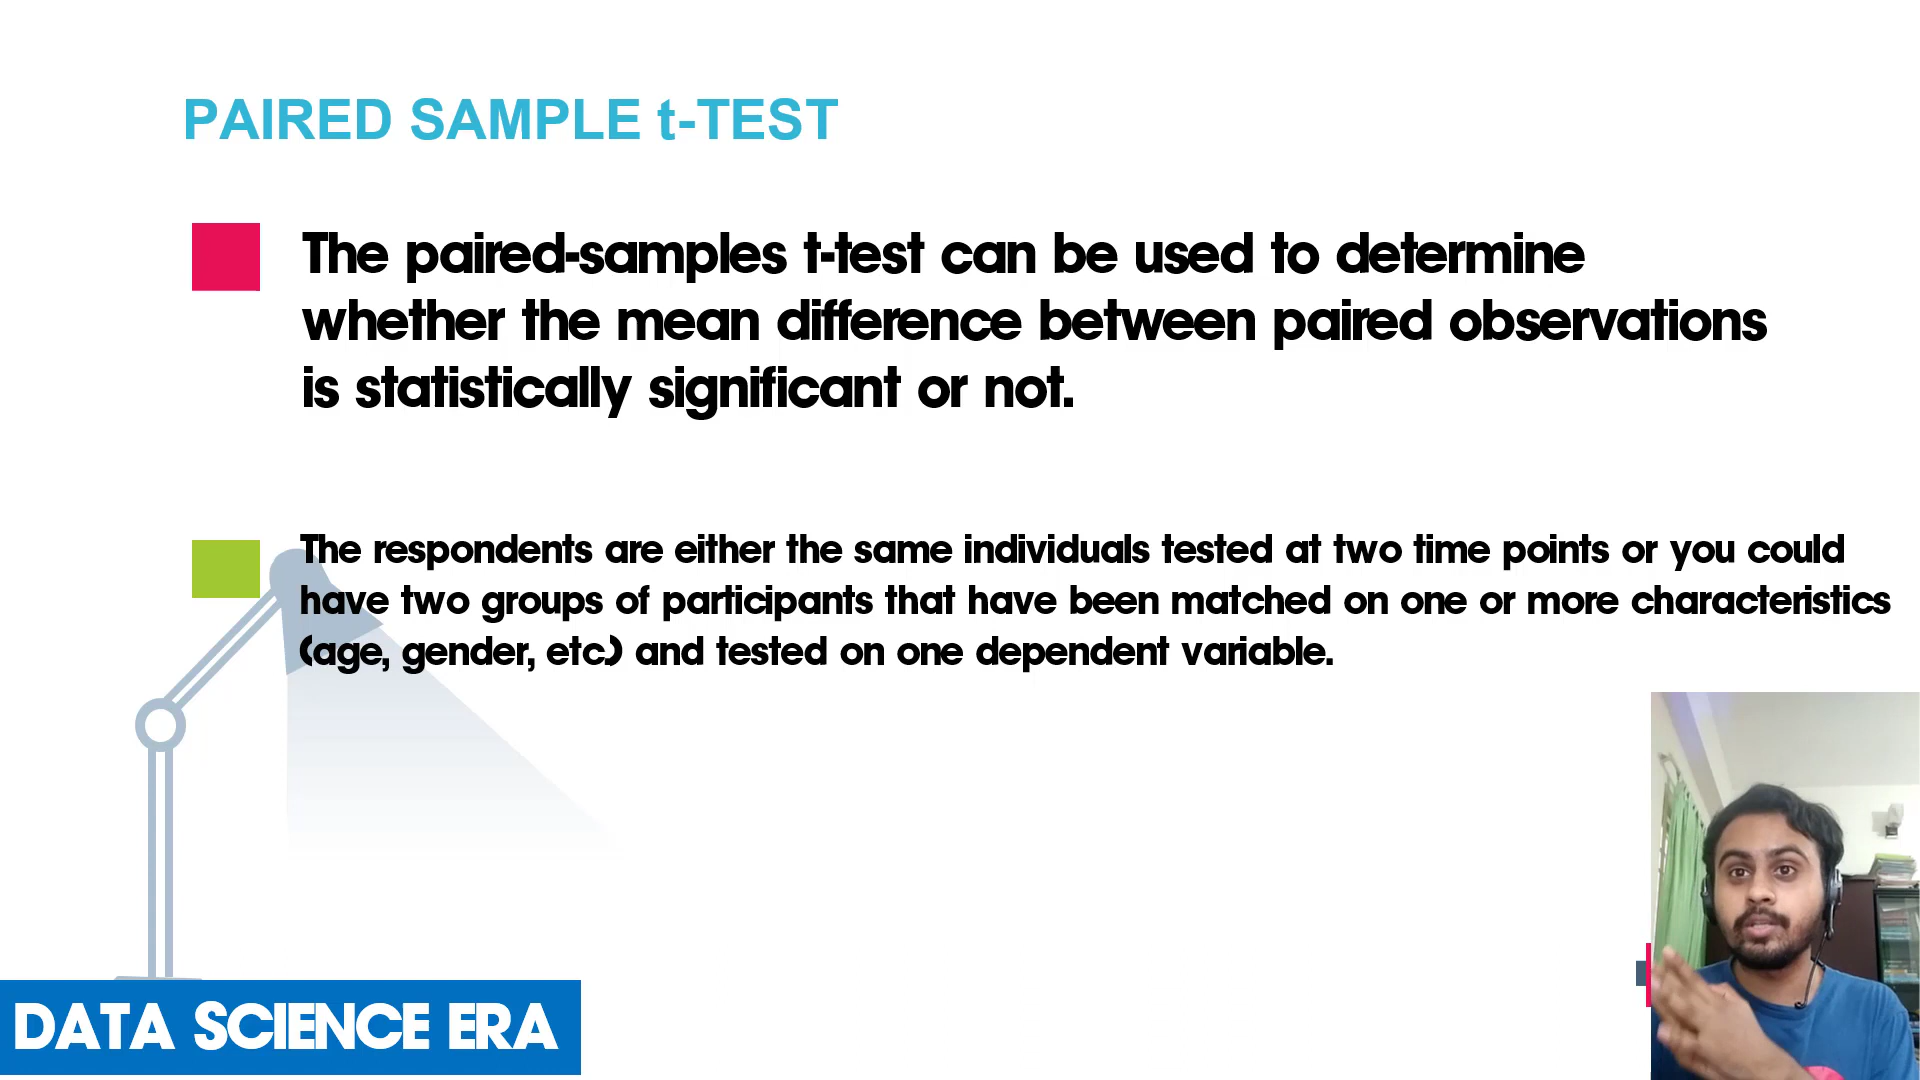 PAIRED SAMPLE t-TEST
The paired-samples t-test can be used to determine
whether the mean difference between paired observations
is statistically significant or not.
The respondents are either the same individuals tested at two time points or you could
have two groups of participants that have been matched on one or more characteristics
(age, gender, etc.) and tested on one dependent variable.
DATA SCIENCE ERA